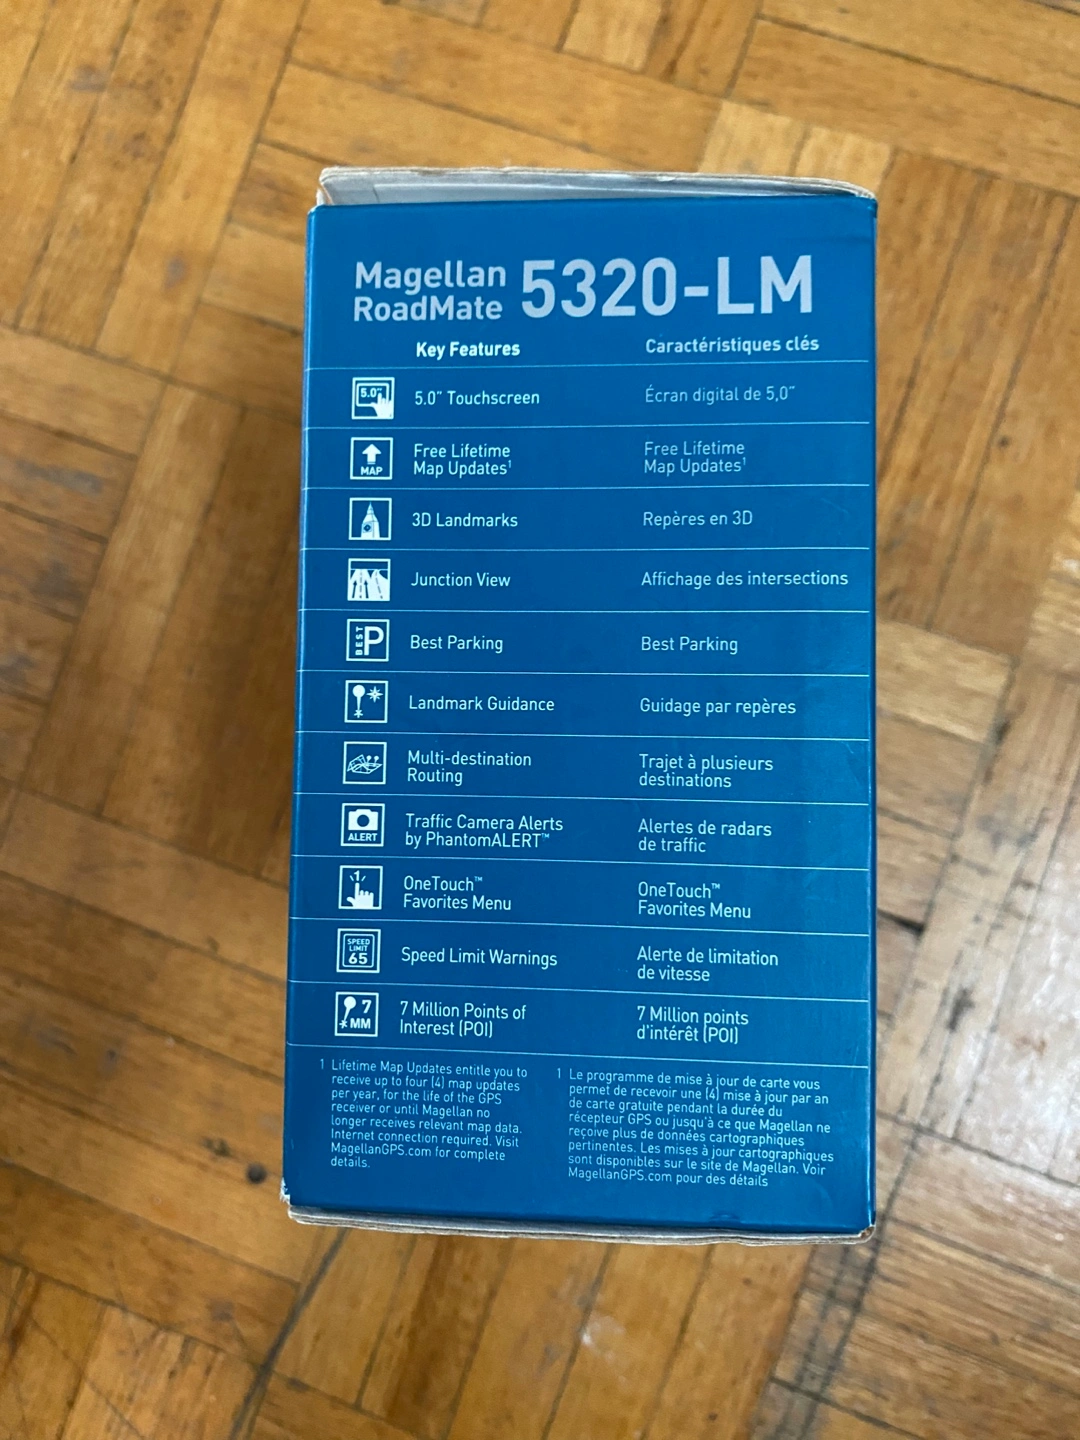 Magellan
RoadMate 5320-LM
Key Features
Caractéristiques clés
5.0"
5.0" Touchscreen
Écran digital de 5,0"
MAP
Free Lifetime
Map Updates¹
Free Lifetime
Map Updates¹
3D Landmarks
Repères en 3D
Junction View
Affichage des intersections
BEST P
Best Parking
Best Parking
Landmark Guidance
Guidage par repères
Multi-destination
Routing
Trajet à plusieurs
destinations
ALERT
Traffic Camera Alerts
by PhantomALERT™
Alertes de radars
de traffic
1
OneTouch™
Favorites Menu
OneTouch™
Favorites Menu
SPEED
LIMIT
65
Speed Limit Warnings
Alerte de limitation
de vitesse
7
MM
7 Million Points of
Interest (POI)
7 Million points
d'intérêt (POI)
1 Lifetime Map Updates entitle you to
receive up to four (4) map updates
per year, for the life of the GPS
receiver or until Magellan no
longer receives relevant map data.
Internet connection required. Visit
MagellanGPS.com for complete
details.
1 Le programme de mise à jour de carte vous
permet de recevoir une (4) mise à jour par an
de carte gratuite pendant la durée du
récepteur GPS ou jusqu'à ce que Magellan ne
reçoive plus de données cartographiques
pertinentes. Les mises à jour cartographiques
sont disponibles sur le site de Magellan. Voir
MagellanGPS.com pour des détails